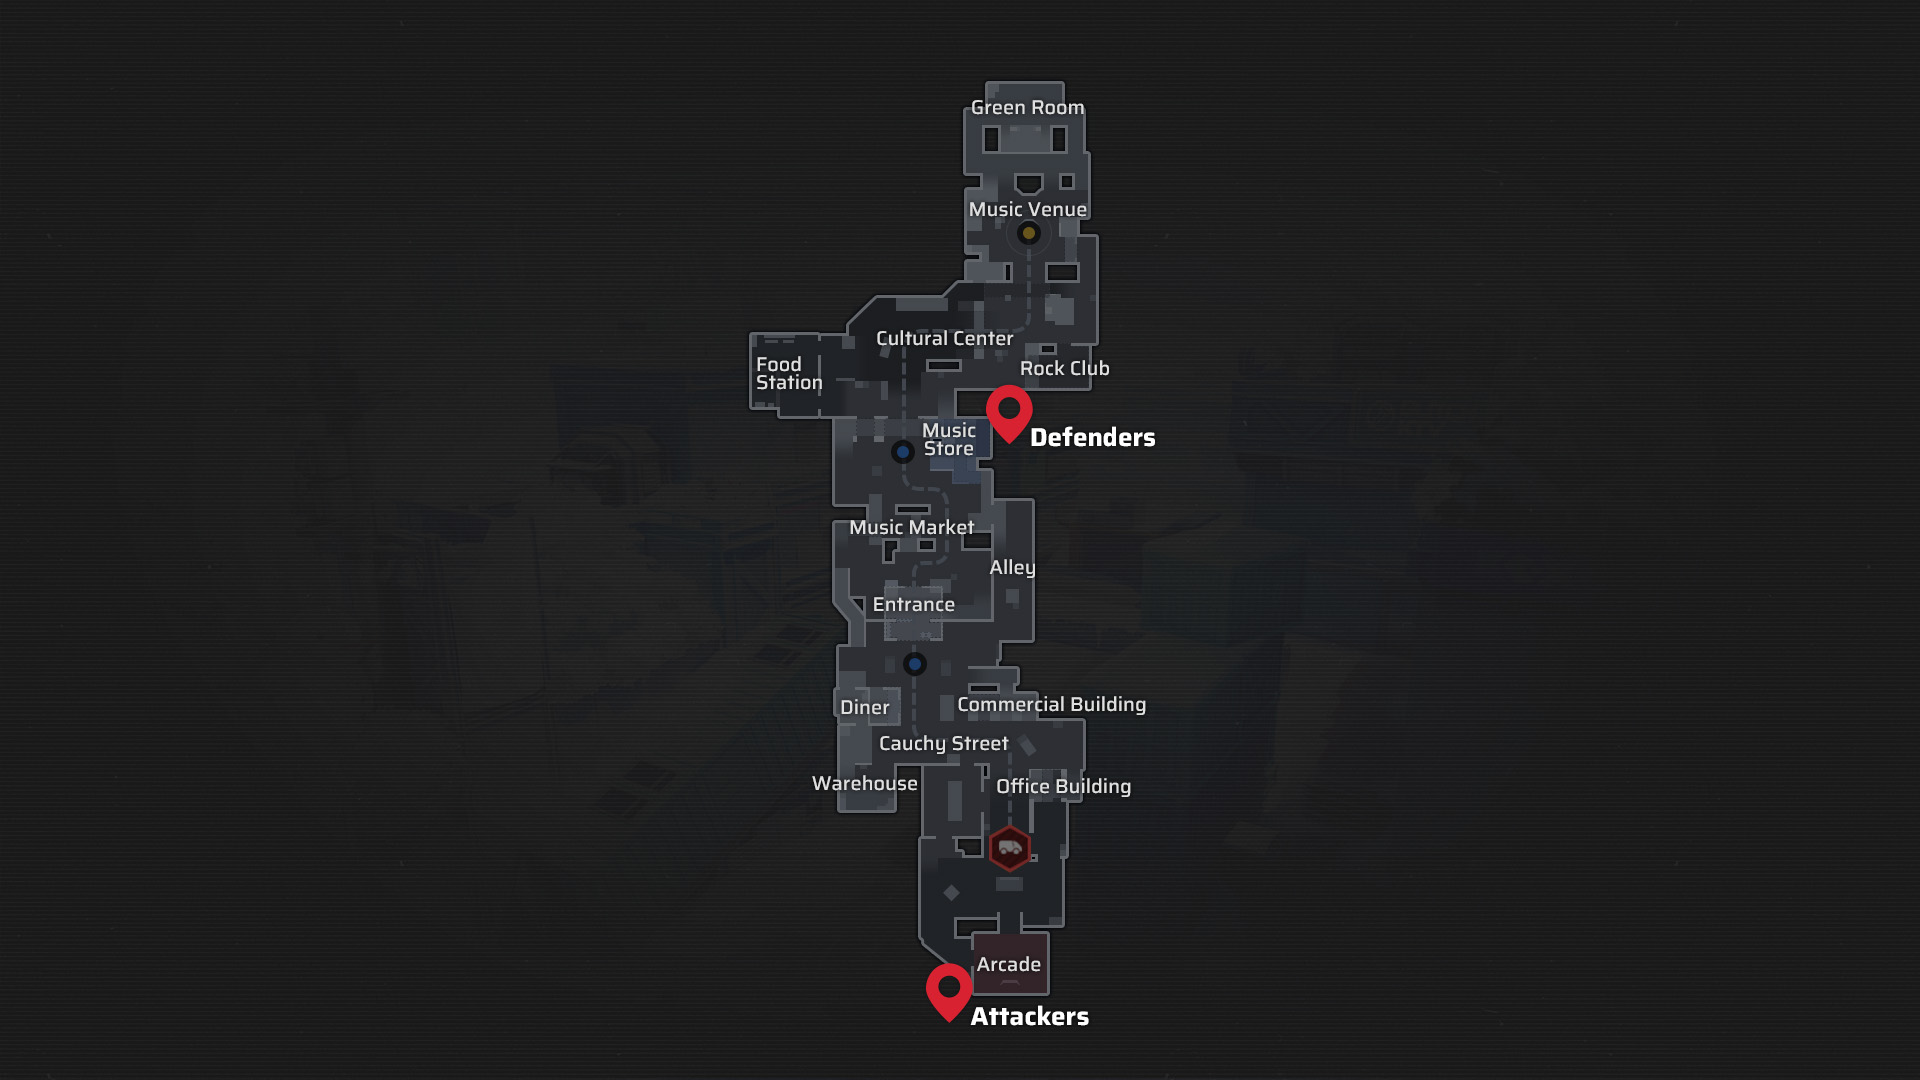 Green Room
Music Venue
Cultural Center
Food
Station
Rock Club
Music
Store
Defenders
Music Market
Alley
Entrance
Diner
Commercial Building
Cauchy Street
Warehouse
Office Building
Arcade
Attackers